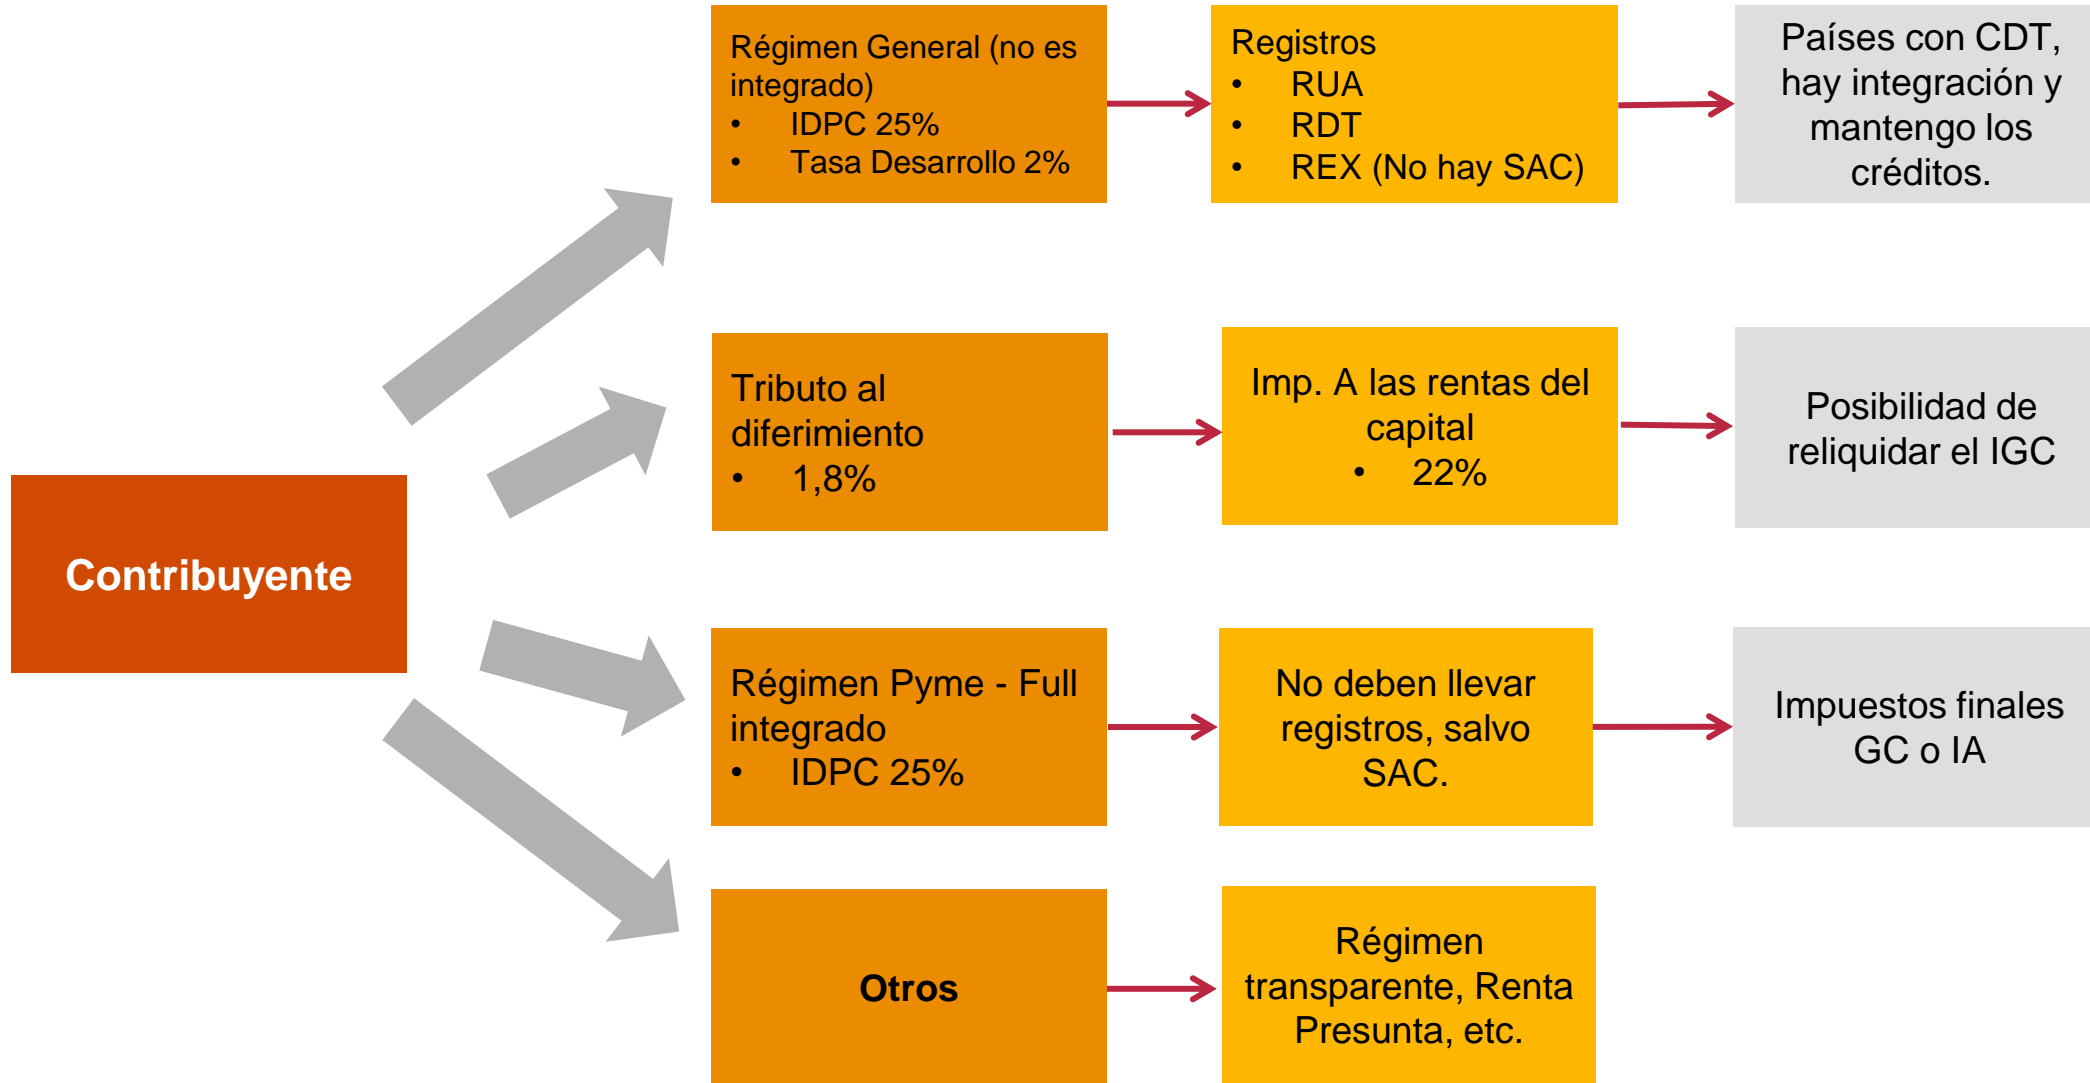 Régimen General (no es
integrado)
• IDPC 25%
• Tasa Desarrollo 2%
Registros
• RUA
• RDT
• REX (No hay SAC)
Países con CDT,
hay integración y
mantengo los
créditos.
Tributo al
diferimiento
• 1,8%
Imp. A las rentas del
capital
• 22%
Posibilidad de
reliquidar el IGC
Contribuyente
Régimen Pyme - Full
integrado
• IDPC 25%
No deben llevar
registros, salvo
SAC.
Impuestos finales
GC o IA
Otros
Régimen
transparente, Renta
Presunta, etc.